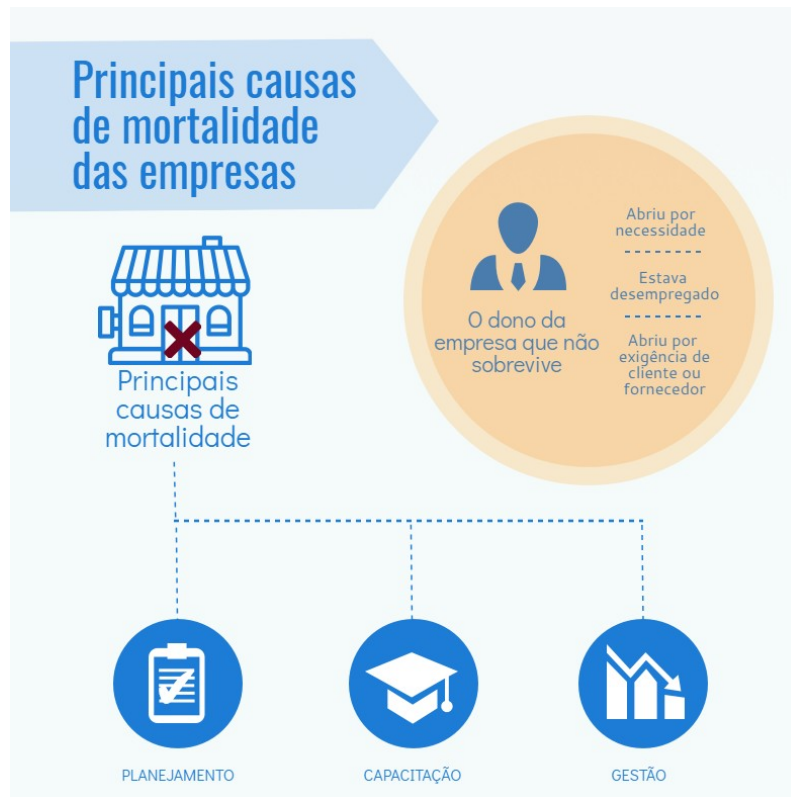 Principais causas
de mortalidade
das empresas
Principais
causas de
mortalidade
O dono da
empresa que não
sobrevive
Abriu por
necessidade
Estava
desempregado
Abriu por
exigência de
cliente ou
fornecedor
PLANEJAMENTO
CAPACITAÇÃO
GESTÃO